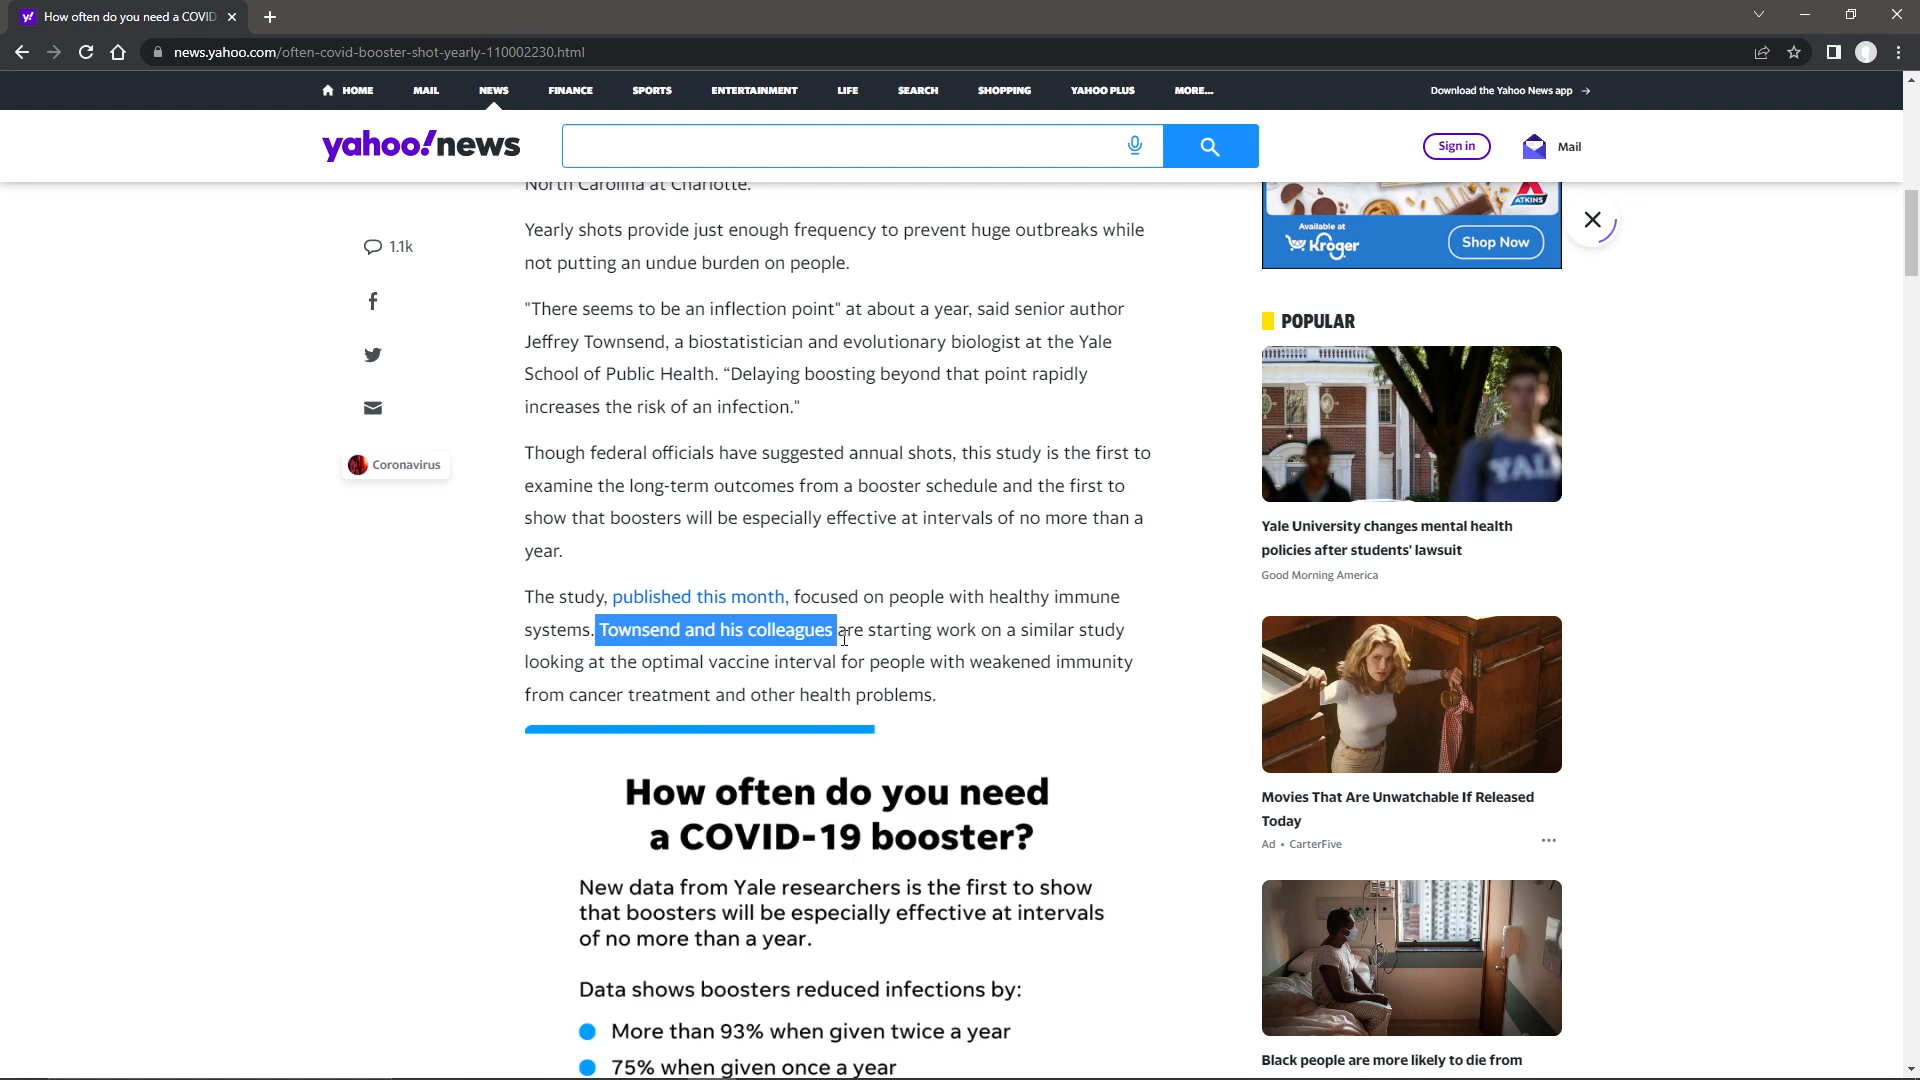 How often do you need a COVID
news.yahoo.com/often-covid-booster-shot-yearly-110002230.html
HOME MAIL NEWS FINANCE SPORTS ENTERTAINMENT LIFE SEARCH SHOPPING YAHOO PLUS MORE... Download the Yahoo News app →
yahoo!news
Sign in
Mail
North Carolina at Charlotte.
Yearly shots provide just enough frequency to prevent huge outbreaks while
not putting an undue burden on people.
"There seems to be an inflection point" at about a year, said senior author
Jeffrey Townsend, a biostatistician and evolutionary biologist at the Yale
School of Public Health. “Delaying boosting beyond that point rapidly
increases the risk of an infection."
Though federal officials have suggested annual shots, this study is the first to
examine the long-term outcomes from a booster schedule and the first to
show that boosters will be especially effective at intervals of no more than a
year.
The study, published this month, focused on people with healthy immune
systems. Townsend and his colleagues are starting work on a similar study
looking at the optimal vaccine interval for people with weakened immunity
from cancer treatment and other health problems.
How often do you need
a COVID-19 booster?
New data from Yale researchers is the first to show
that boosters will be especially effective at intervals
of no more than a year.
Data shows boosters reduced infections by:
More than 93% when given twice a year
75% when given once a year
1.1k
Coronavirus
ATKINS
Available at
Kroger
Shop Now
POPULAR
YAL
Yale University changes mental health
policies after students' lawsuit
Good Morning America
Movies That Are Unwatchable If Released
Today
Ad • CarterFive
Black people are more likely to die from